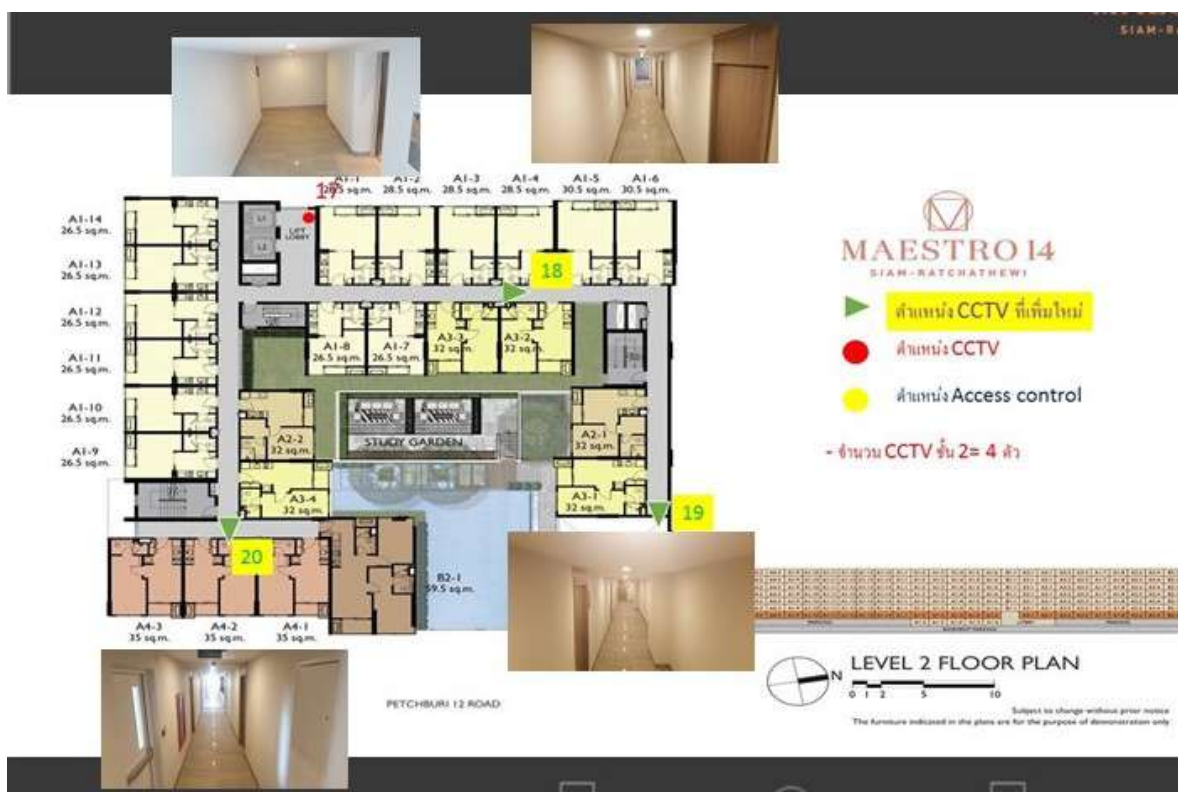 SIAM-R
A1-1
A1-2
A1-3
A1-4
A1-5
A1-6
28.5 sq.m.
28.5 sq.m.
28.5 sq.m.
30.5 sq.m.
30.5 sq.m.
17
A1-14
26.5 sq.m.
L1
L2
LIFT
LOBBY
A1-13
26.5 sq.m.
18
A1-12
26.5 sq.m.
A1-11
26.5 sq.m.
A1-8
26.5 sq.m.
A1-7
26.5 sq.m.
A3-3
32 sq.m.
A3-2
32 sq.m.
A1-10
26.5 sq.m.
A1-9
26.5 sq.m.
A2-2
32 sq.m.
STUDY GARDEN
A2-1
32 sq.m.
A3-4
32 sq.m.
A3-1
32 sq.m.
19
20
B2-1
59.5 sq.m.
A4-3
35 sq.m.
A4-2
35 sq.m.
A4-1
35 sq.m.
PETCHBURI 12 ROAD
MAESTRO 14
SIAM-RATCHATHEWI
ตำแหน่ง CCTV ที่เพิ่มใหม่
ตำแหน่ง CCTV
ตำแหน่ง Access control
- จำนวน CCTV ชั้น 2= 4 ตัว
N
LEVEL 2 FLOOR PLAN
0 1 2 5 10
Subject to change without prior notice
The furniture indicated in the plans are for the purpose of demonstration only